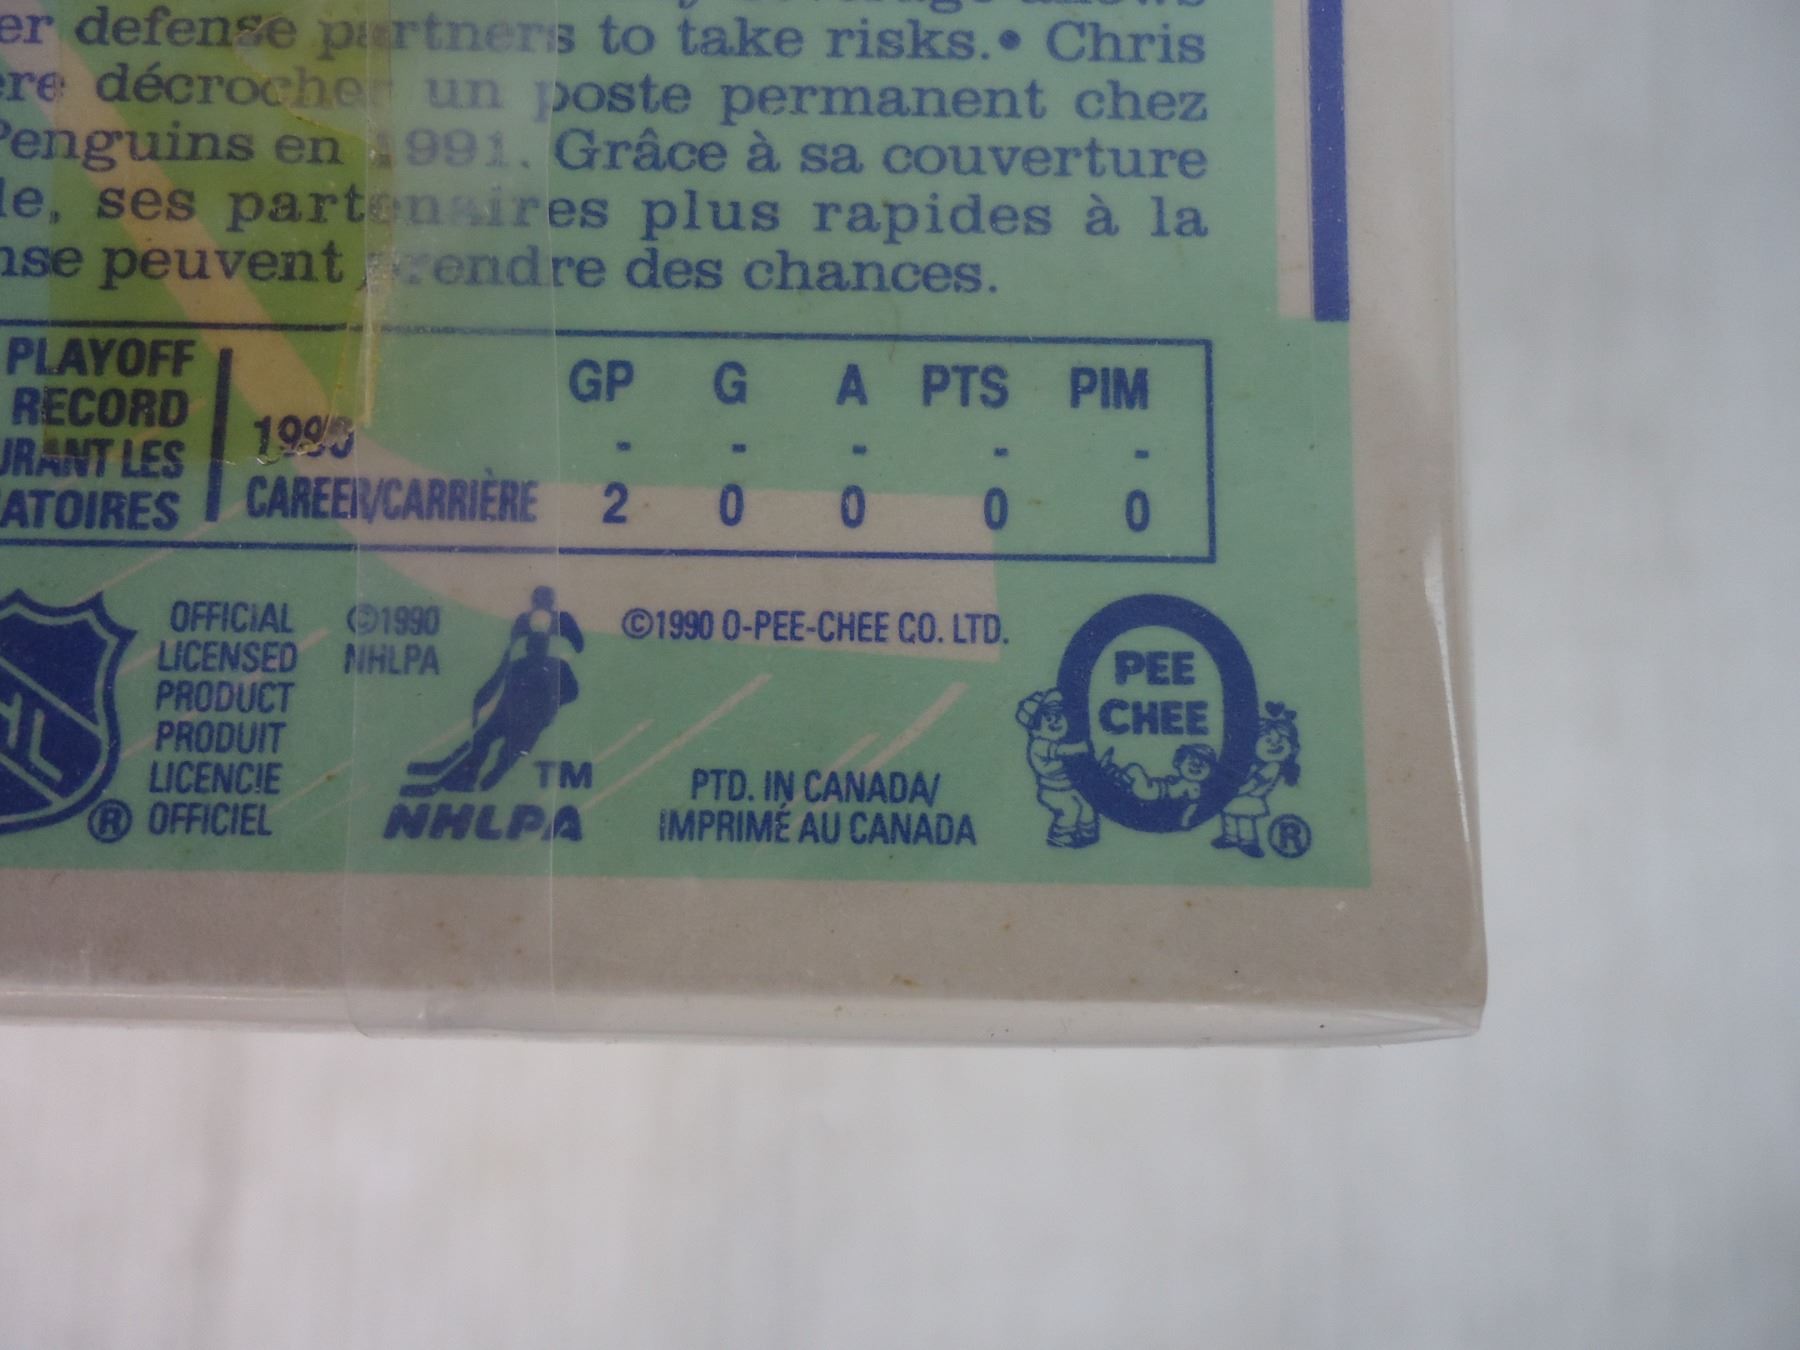 er defense partners to take risks.• Chris
ère décrocher un poste permanent chez
Penguins en 1991. Grâce à sa couverture
le, ses partenaires plus rapides à la
nse peuvent prendre des chances.
PLAYOFF
RECORD
URANT LES
ATOIRES
GP G A PTS PIM
1990 - - - - -
CAREER/CARRIÈRE 2 0 0 0 0
OFFICIAL
LICENSED
PRODUCT
PRODUIT
LICENCIE
® OFFICIEL
©1990
NHLPA
TM
NHLPA
©1990 O-PEE-CHEE CO. LTD.
PTD. IN CANADA/
IMPRIMÉ AU CANADA
O
PEE
CHEE
®